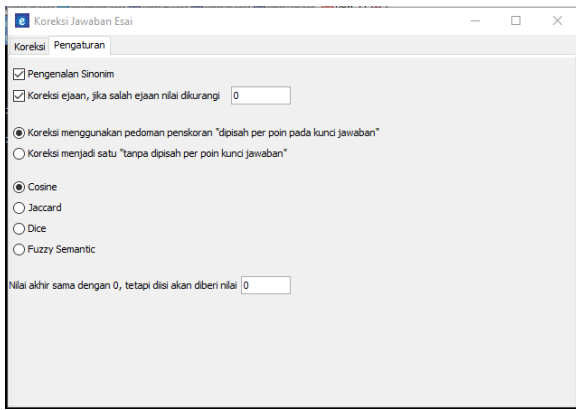 e Koreksi Jawaban Esai
Koreksi Pengaturan
Pengenalan Sinonim
Koreksi ejaan, jika salah ejaan nilai dikurangi 0
Koreksi menggunakan pedoman penskoran "dipisah per poin pada kunci jawaban"
Koreksi menjadi satu "tanpa dipisah per poin kunci jawaban"
Cosine
Jaccard
Dice
Fuzzy Semantic
Nilai akhir sama dengan 0, tetapi diisi akan diberi nilai 0